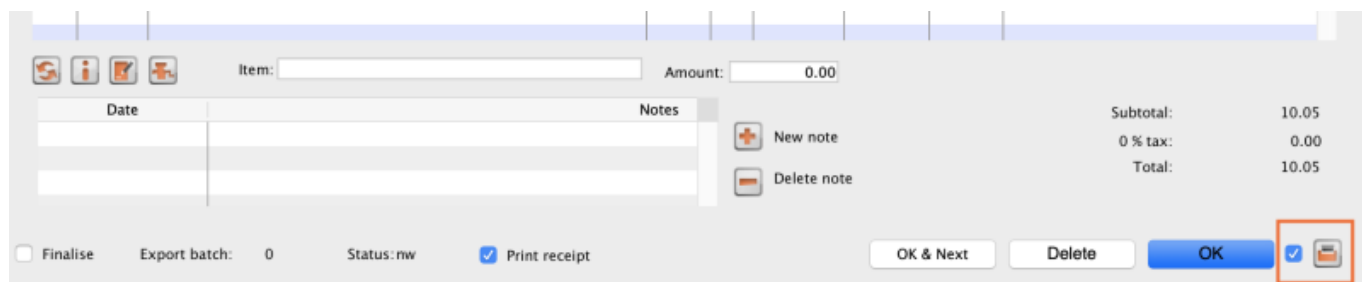 Item: Amount: 0.00
Date Notes
Subtotal: 10.05
New note
0 % tax: 0.00
Total: 10.05
Delete note
Finalise Export batch: 0 Status: nw Print receipt OK & Next Delete OK